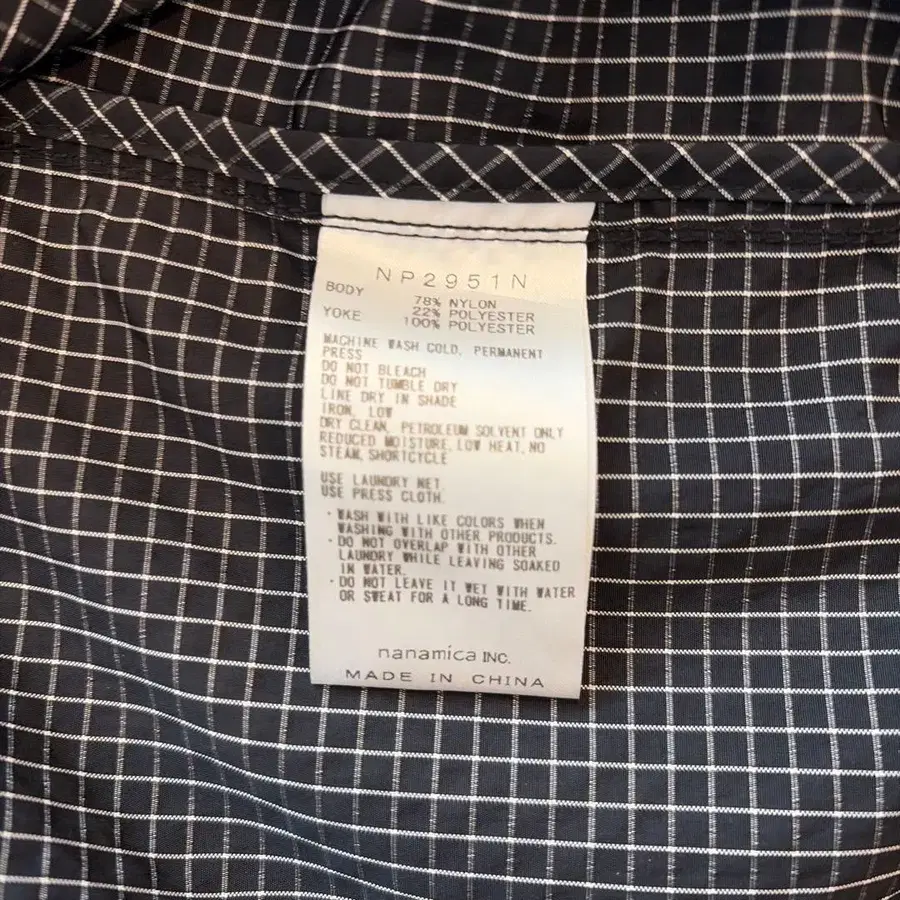 NP2951N
BODY 78% NYLON
22% POLYESTER
YOKE 100% POLYESTER
MACHINE WASH COLD, PERMANENT
PRESS
DO NOT BLEACH
DO NOT TUMBLE DRY
LINE DRY IN SHADE
IRON, LOW
DRY CLEAN, PETROLEUM SOLVENT ONLY
REDUCED MOISTURE, LOW HEAT, NO
STEAM, SHORTCYCLE
USE LAUNDRY NET.
USE PRESS CLOTH.
・WASH WITH LIKE COLORS WHEN
WASHING WITH OTHER PRODUCTS.
・DO NOT OVERLAP WITH OTHER
LAUNDRY WHILE LEAVING SOAKED
IN WATER.
・DO NOT LEAVE IT WET WITH WATER
OR SWEAT FOR A LONG TIME.
nanamica INC.
MADE IN CHINA